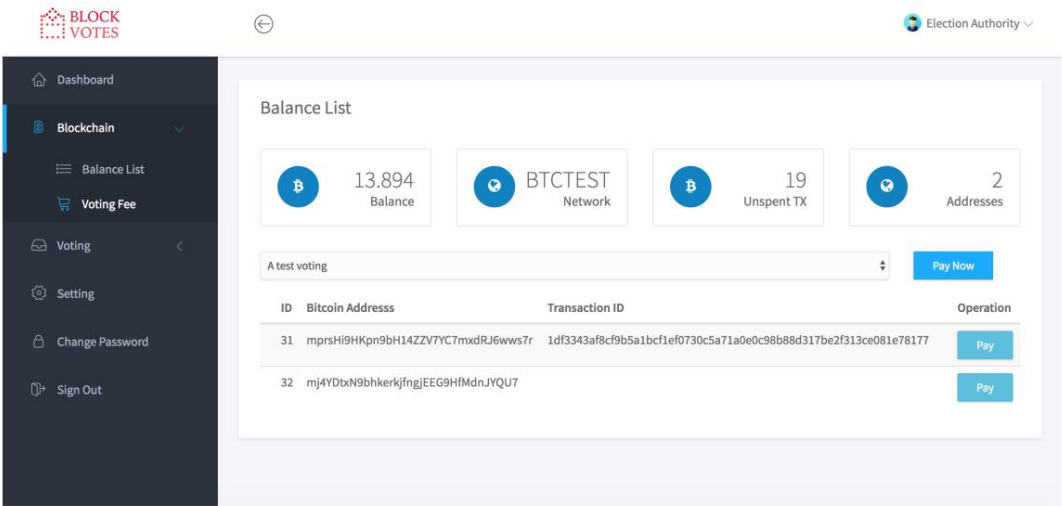 BLOCK
VOTES
Election Authority
Dashboard
Blockchain
Balance List
Voting Fee
Voting
Setting
Change Password
Sign Out
Balance List
13.894
Balance
BTCTEST
Network
19
Unspent TX
2
Addresses
A test voting
Pay Now
ID Bitcoin Addresss Transaction ID Operation
31 mprsHi9HKpn9bH14ZZV7YC7mxdRJ6wws7r 1df3343af8cf9b5a1bcf1ef0730c5a71a0e0c98b88d317be2f313ce081e78177 Pay
32 mj4YDtxN9bhkerkjfngjEEG9HfMdnJYQU7 Pay